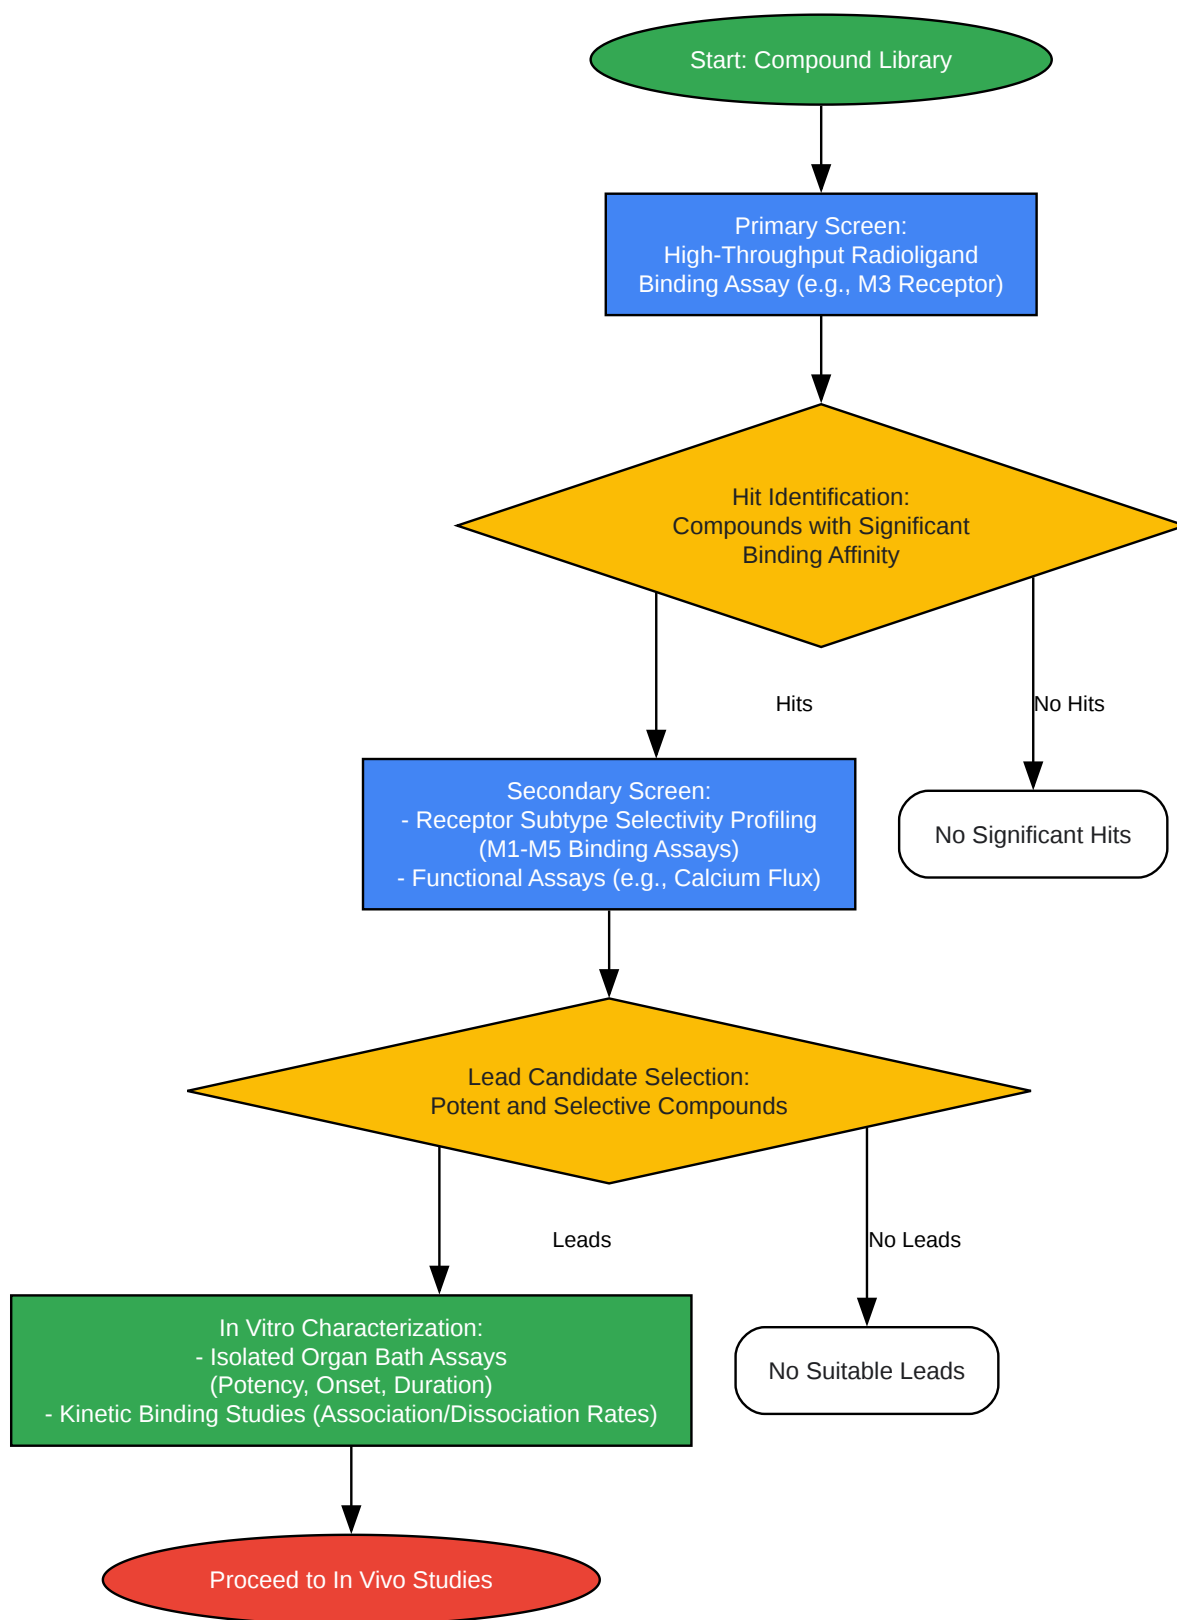 Start: Compound Library
Primary Screen:
High-Throughput Radioligand
Binding Assay (e.g., M3 Receptor)
Hit Identification:
Compounds with Significant
Binding Affinity
Hits
No Hits
Secondary Screen:
- Receptor Subtype Selectivity Profiling
(M1-M5 Binding Assays)
- Functional Assays (e.g., Calcium Flux)
No Significant Hits
Lead Candidate Selection:
Potent and Selective Compounds
Leads
No Leads
In Vitro Characterization:
- Isolated Organ Bath Assays
(Potency, Onset, Duration)
- Kinetic Binding Studies (Association/Dissociation Rates)
No Suitable Leads
Proceed to In Vivo Studies